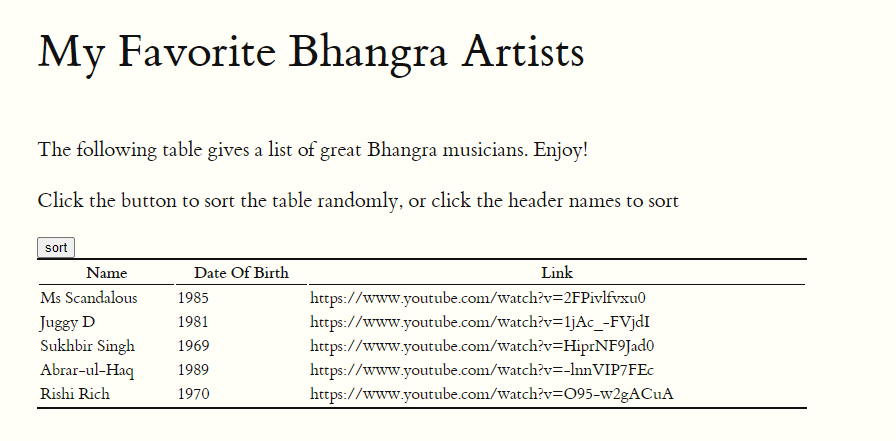 My Favorite Bhangra Artists
The following table gives a list of great Bhangra musicians. Enjoy!
Click the button to sort the table randomly, or click the header names to sort
sort
Name Date Of Birth Link
Ms Scandalous 1985 https://www.youtube.com/watch?v=2FPivlfvxu0
Juggy D 1981 https://www.youtube.com/watch?v=1jAc_-FVjdI
Sukhbir Singh 1969 https://www.youtube.com/watch?v=HiprNF9Jad0
Abrar-ul-Haq 1989 https://www.youtube.com/watch?v=-lnnVIP7FEc
Rishi Rich 1970 https://www.youtube.com/watch?v=O95-w2gACuA